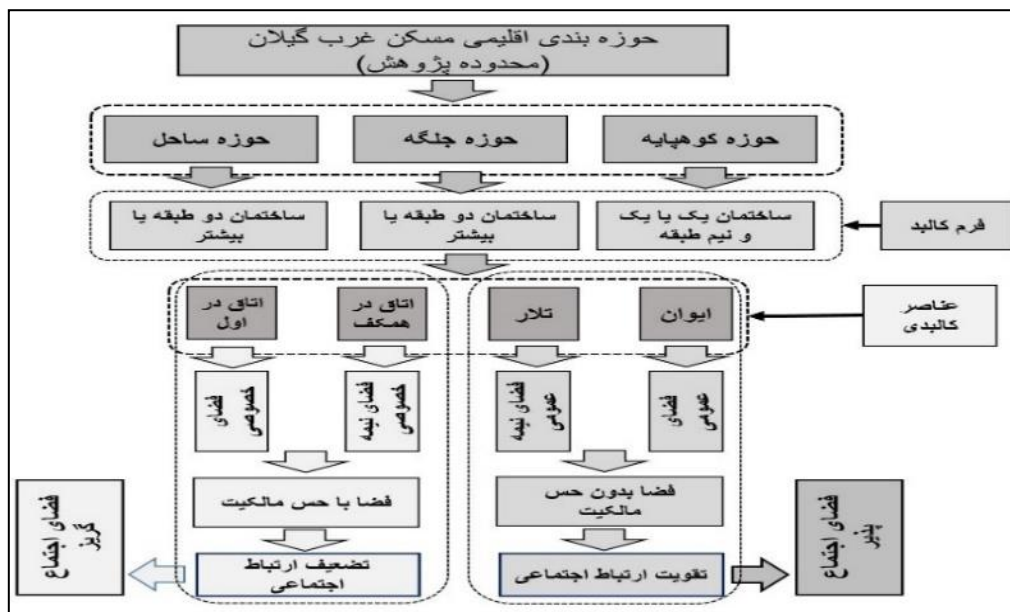 حوزه بندی اقلیمی مسکن غرب گیلان
(محدوده پژوهش)
حوزه کوهپایه
حوزه جلگه
حوزه ساحل
ساختمان یک یا یک
و نیم طبقه
ساختمان دو طبقه یا
بیشتر
ساختمان دو طبقه یا
بیشتر
فرم کالبد
ایوان
تلار
اتاق در
همکف
اتاق در
اول
عناصر
کالبدی
فضای
عمومی
فضای نیمه
عمومی
فضای نیمه
خصوصی
فضای
خصوصی
فضا بدون حس
مالکیت
فضا با حس مالکیت
تقویت ارتباط اجتماعی
تضعیف ارتباط
اجتماعی
فضای اجتماع
پذیر
فضای اجتماع
گریز